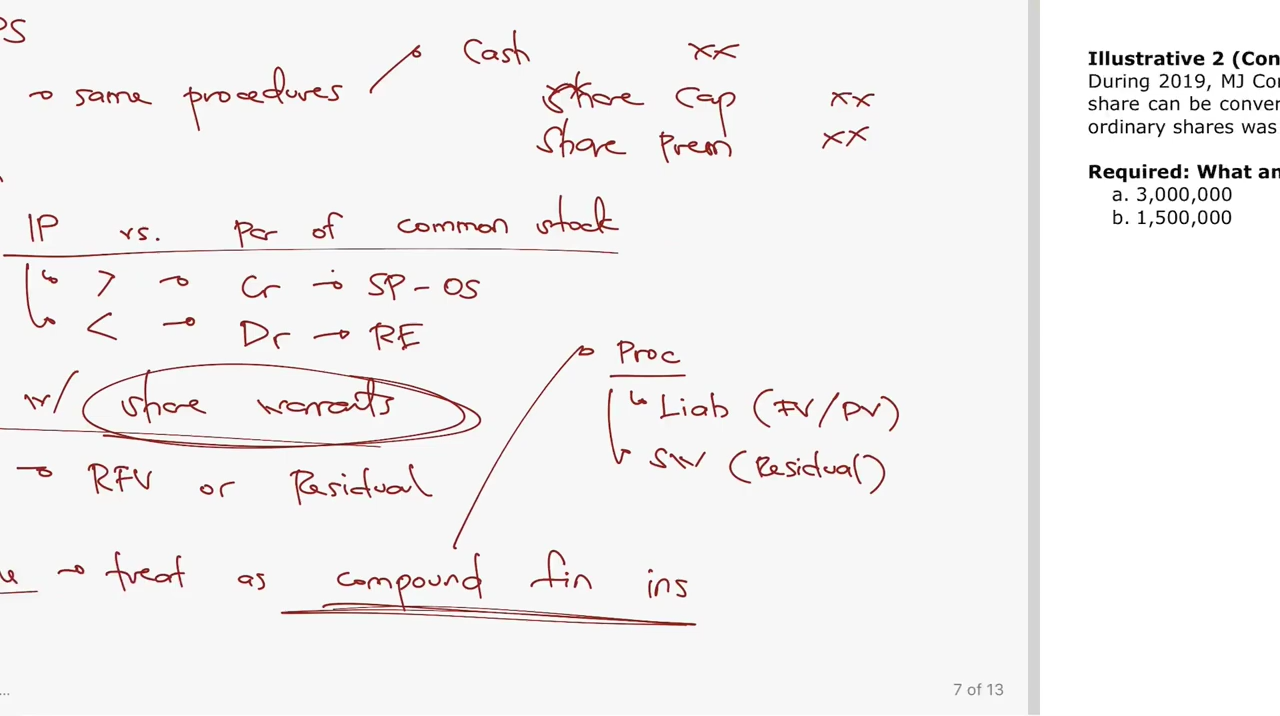 PS
→ same procedures
Cash xx
Share Cap xx
Share Prem xx
IP vs. Par of common stock
> → Cr → SP - OS
< → Dr → RE
w/ share warrants
→ RFV or Residual
Proc
Liab (FV/PV)
SW (Residual)
→ treat as compound fin ins
...
7 of 13
Illustrative 2 (Con
During 2019, MJ Cor
share can be conver
ordinary shares was
Required: What an
a. 3,000,000
b. 1,500,000